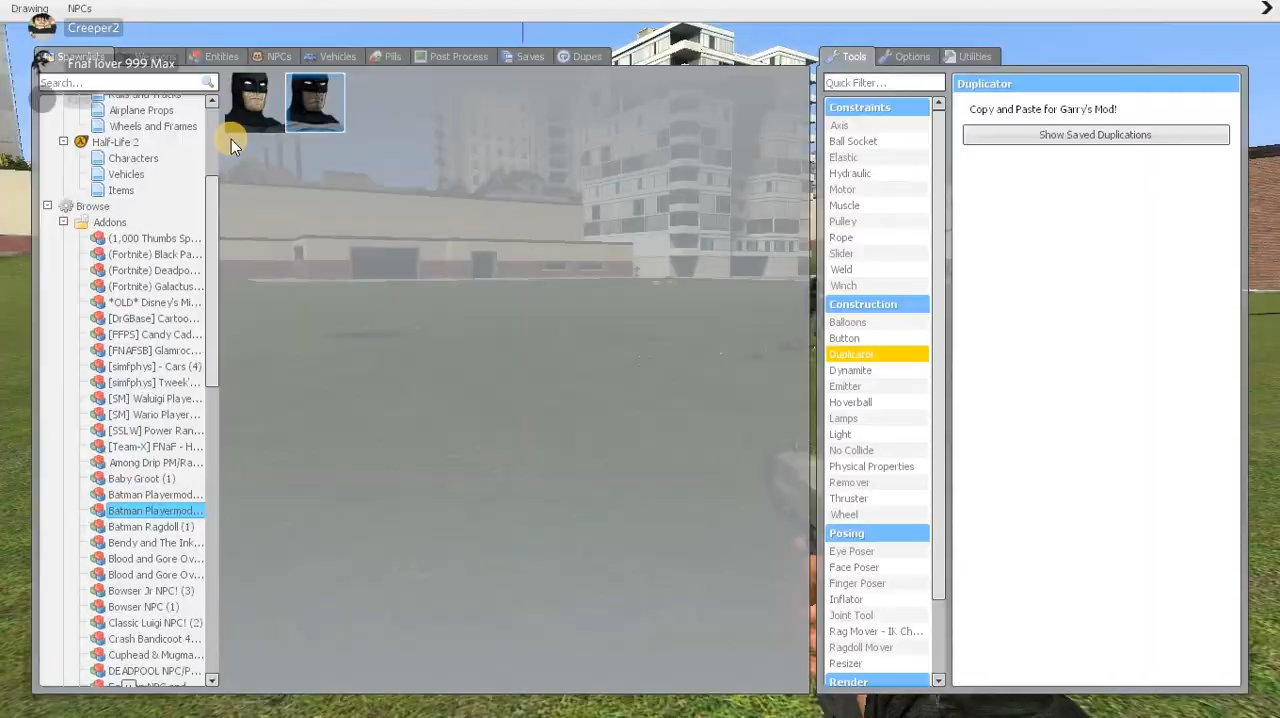 Drawing NPCs
Creeper2
Spawnlists Weapons Entities NPCs Vehicles Pills Post Process Saves Dupes
Fnaf lover 999 Max
Search...
Rails and Tracks
Airplane Props
Wheels and Frames
Half-Life 2
Characters
Vehicles
Items
Browse
Addons
(1,000 Thumbs Sp...
(Fortnite) Black Pa...
(Fortnite) Deadpo...
(Fortnite) Galactus...
*OLD* Disney's Mi...
[DrGBase] Cartoo...
[FFPS] Candy Cad...
[FNAFSB] Glamroc...
[simfphys] - Cars (4)
[simfphys] Tweek'...
[SM] Waluigi Playe...
[SM] Wario Player...
[SSLW] Power Ran...
[Team-X] FNaF - H...
Among Drip PM/Ra...
Baby Groot (1)
Batman Playermod...
Batman Playermod...
Batman Ragdoll (1)
Bendy and The Ink...
Blood and Gore Ov...
Blood and Gore Ov...
Bowser Jr NPC! (3)
Bowser NPC (1)
Classic Luigi NPC! (2)
Crash Bandicoot 4...
Cuphead & Mugma...
DEADPOOL NPC/P...
Tools Options Utilities
Quick Filter...
Constraints
Axis
Ball Socket
Elastic
Hydraulic
Motor
Muscle
Pulley
Rope
Slider
Weld
Winch
Construction
Balloons
Button
Duplicator
Dynamite
Emitter
Hoverball
Lamps
Light
No Collide
Physical Properties
Remover
Thruster
Wheel
Posing
Eye Poser
Face Poser
Finger Poser
Inflator
Joint Tool
Rag Mover - Ik Ch...
Ragdoll Mover
Resizer
Render
Duplicator
Copy and Paste for Garry's Mod!
Show Saved Duplications